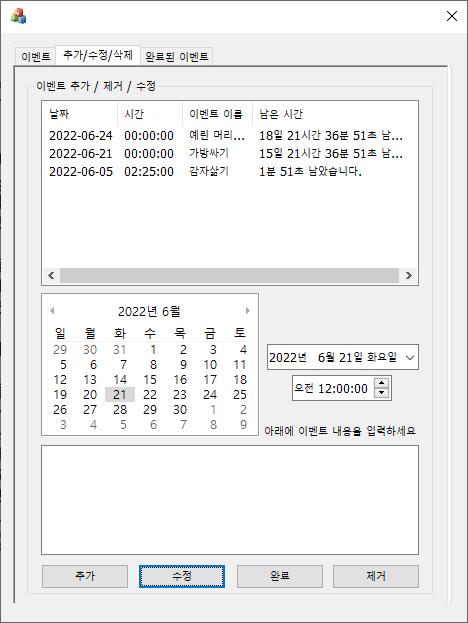 이벤트 추가/수정/삭제 완료된 이벤트
이벤트 추가 / 제거 / 수정
날짜 시간 이벤트 이름 남은 시간
2022-06-24 00:00:00 예린 머리... 18일 21시간 36분 51초 남...
2022-06-21 00:00:00 가방싸기 15일 21시간 36분 51초 남...
2022-06-05 02:25:00 감자삶기 1분 51초 남았습니다.
2022년 6월
일 월 화 수 목 금 토
29 30 31 1 2 3 4
5 6 7 8 9 10 11
12 13 14 15 16 17 18
19 20 21 22 23 24 25
26 27 28 29 30 1 2
3 4 5 6 7 8 9
2022년 6월 21일 화요일
오전 12:00:00
아래에 이벤트 내용을 입력하세요
추가 수정 완료 제거